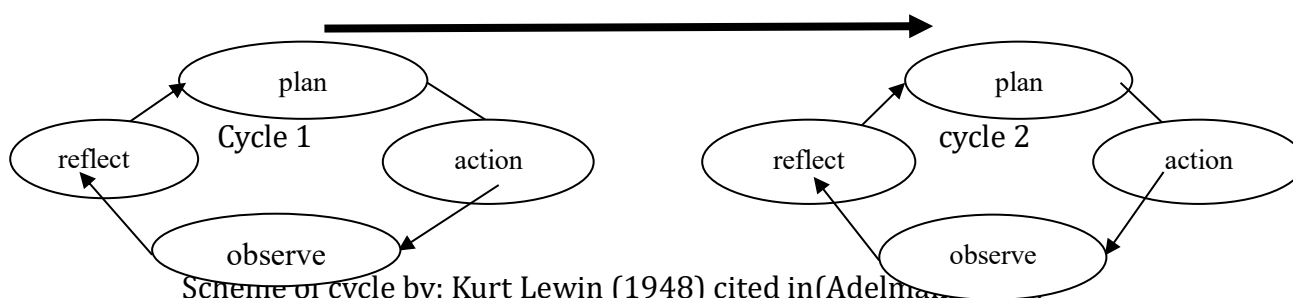 plan plan
Cycle 1 cycle 2
reflect action reflect action
observe observe
Scheme of cycle by: Kurt Lewin (1948) cited in(Adelman